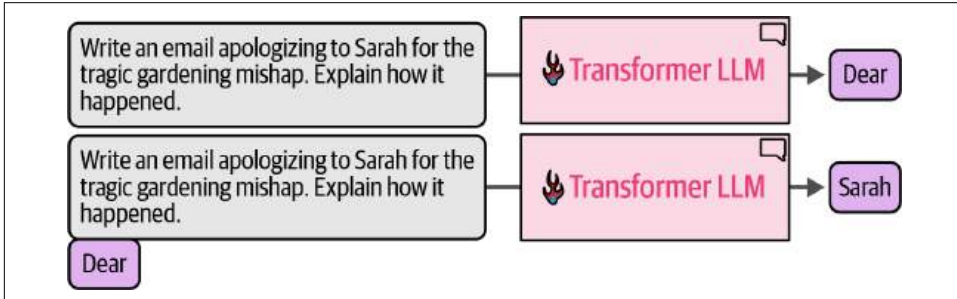 Write an email apologizing to Sarah for the
tragic gardening mishap. Explain how it
happened.
Transformer LLM
Dear
Write an email apologizing to Sarah for the
tragic gardening mishap. Explain how it
happened.
Dear
Transformer LLM
Sarah